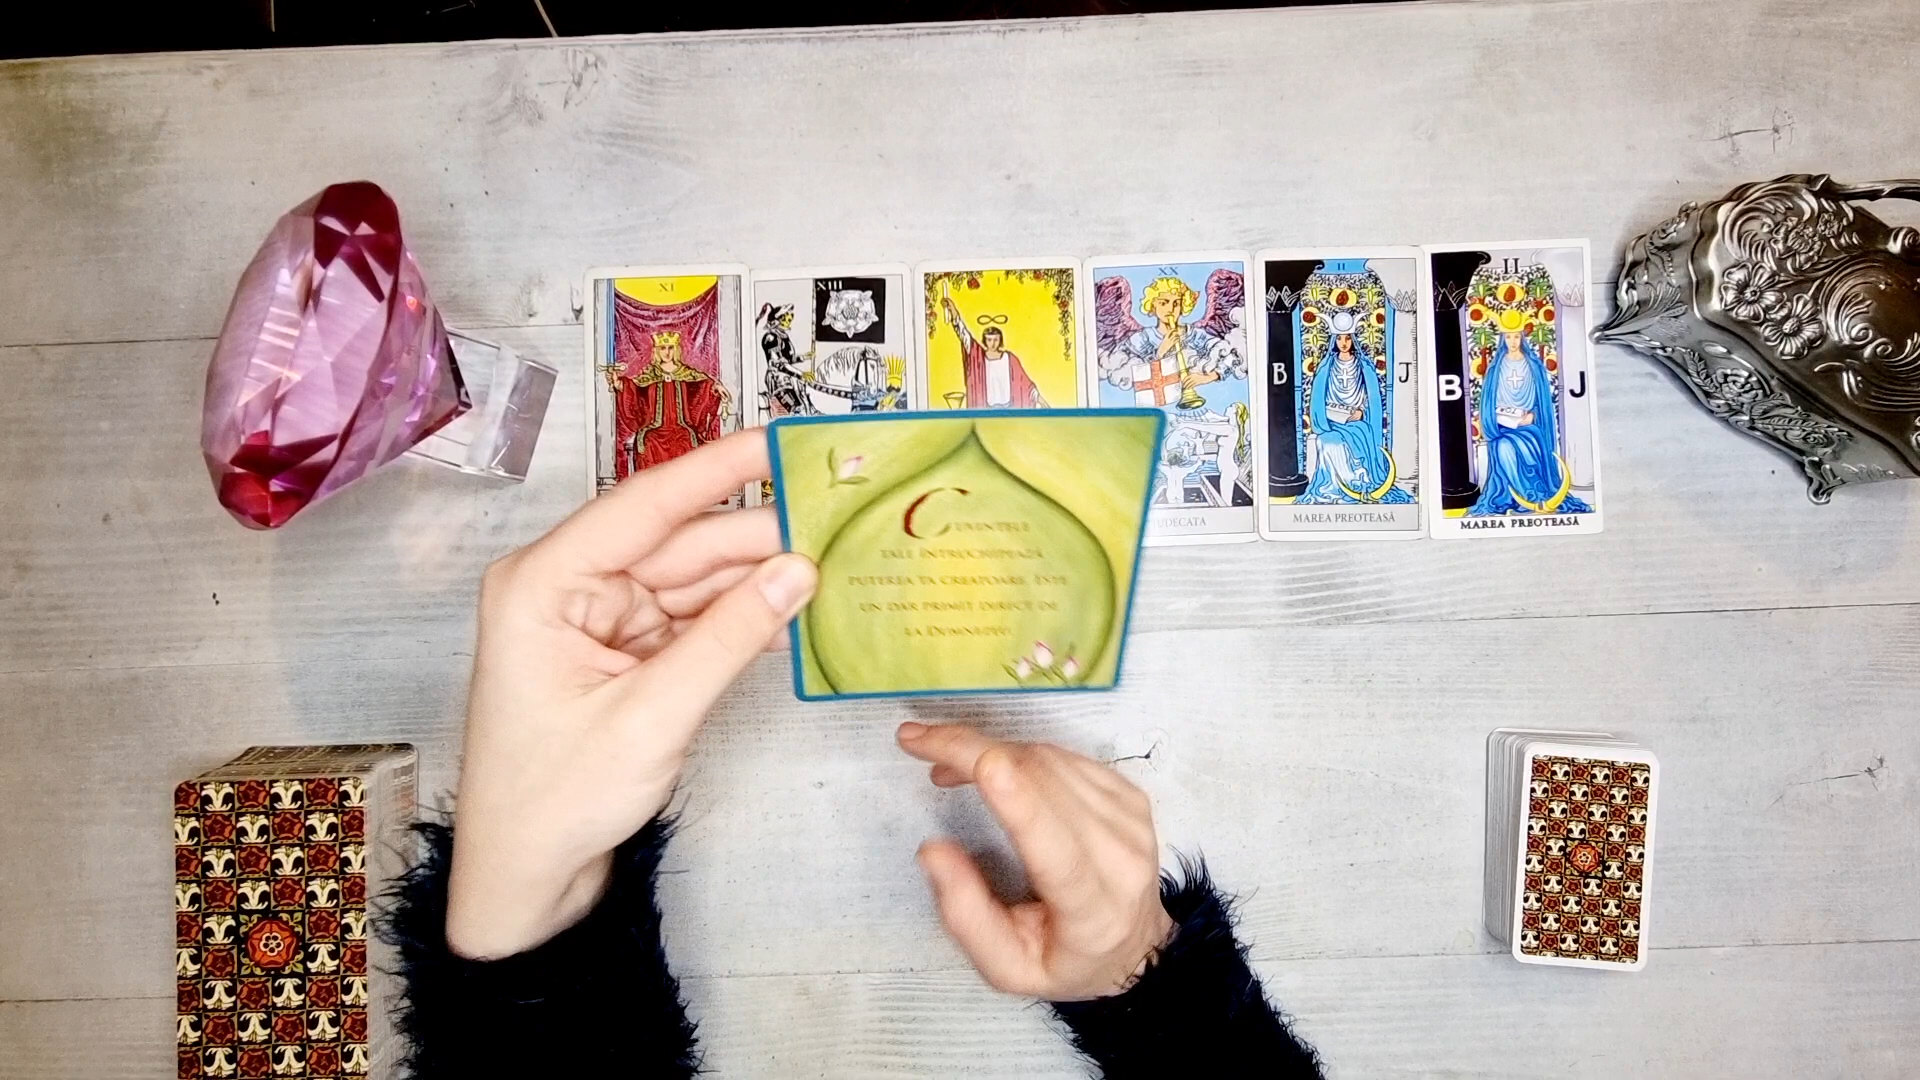 XI
XIII
I
XX
II
II
B
J
B
J
JUDECATA
MAREA PREOTEASĂ
MAREA PREOTEASĂ
CUVINTELE
TALE ÎNTRUCHIPEAZĂ
PUTEREA TA CREATOARE. ESTE
UN DAR PRIMIT DIRECT DE
LA DUMNEZEU.